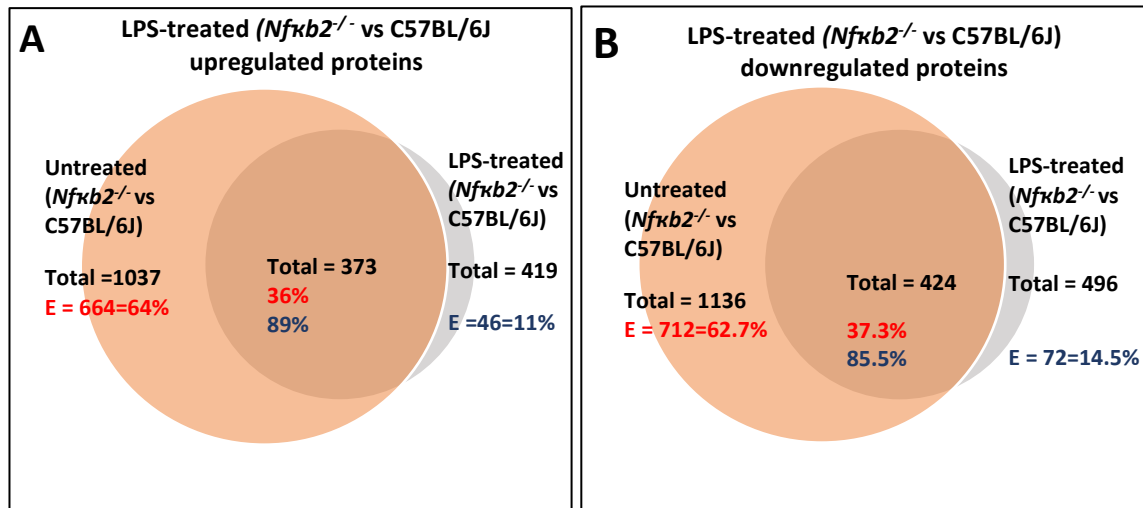 A
LPS-treated (Nfκb2-/- vs C57BL/6J
upregulated proteins
Untreated
(Nfκb2-/- vs
C57BL/6J)
Total =1037
E = 664=64%
Total = 373
36%
89%
LPS-treated
(Nfκb2-/- vs
C57BL/6J)
Total = 419
E =46=11%
B
LPS-treated (Nfκb2-/- vs C57BL/6J)
downregulated proteins
Untreated
(Nfκb2-/- vs
C57BL/6J)
Total = 1136
E = 712=62.7%
Total = 424
37.3%
85.5%
LPS-treated
(Nfκb2-/- vs
C57BL/6J)
Total = 496
E = 72=14.5%